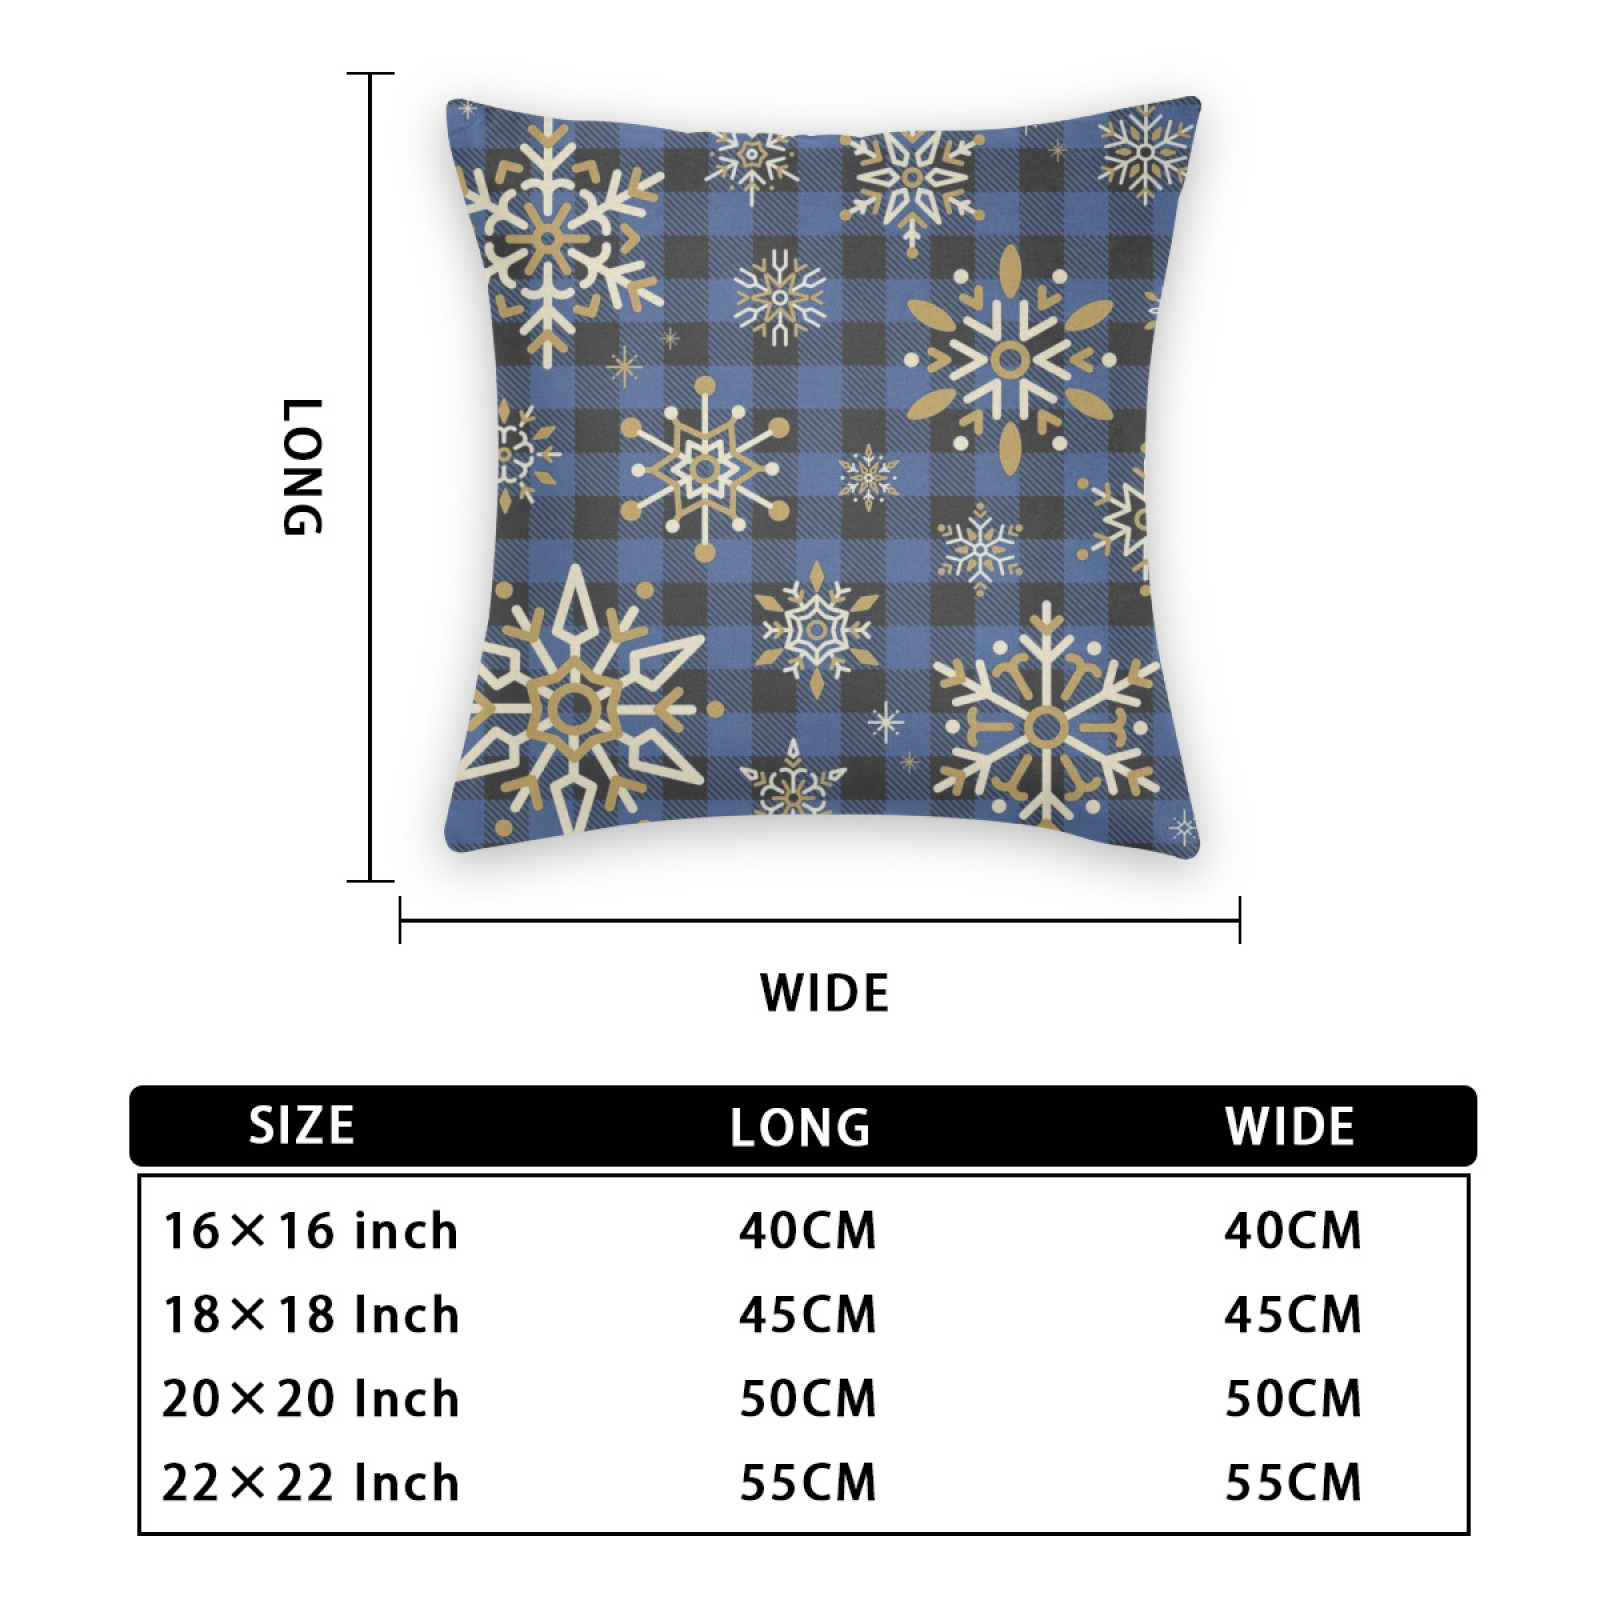 LONG
WIDE
SIZE LONG WIDE
16×16 inch 40CM 40CM
18×18 Inch 45CM 45CM
20×20 Inch 50CM 50CM
22×22 Inch 55CM 55CM